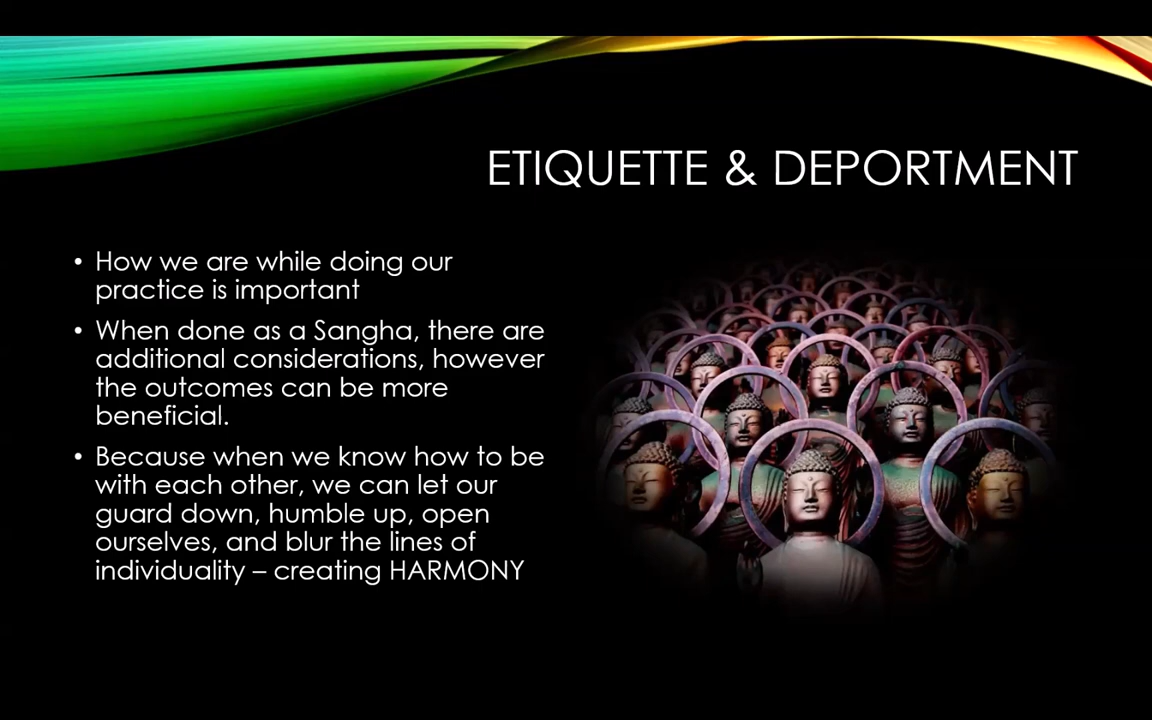 ETIQUETTE & DEPORTMENT
• How we are while doing our
practice is important
• When done as a Sangha, there are
additional considerations, however
the outcomes can be more
beneficial.
• Because when we know how to be
with each other, we can let our
guard down, humble up, open
ourselves, and blur the lines of
individuality – creating HARMONY